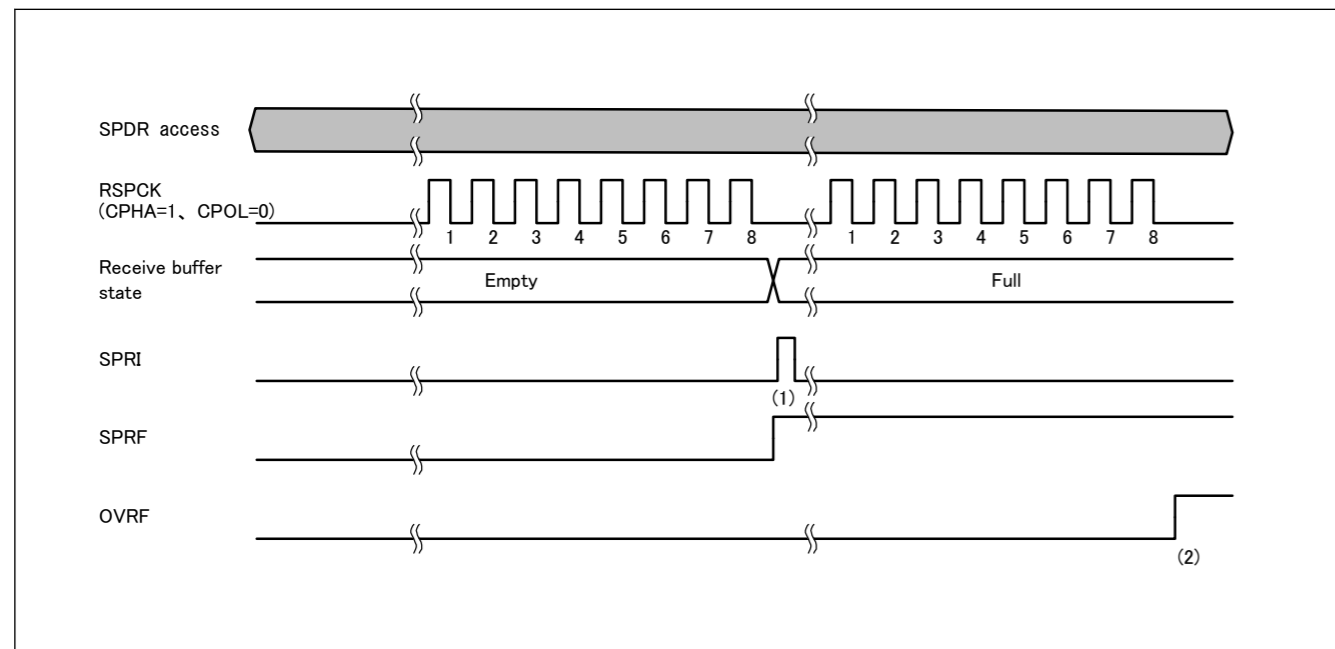 SPDR access
RSPCK
(CPHA=1、CPOL=0)
1 2 3 4 5 6 7 8 1 2 3 4 5 6 7 8
Receive buffer
state
Empty Full
SPRI
(1)
SPRF
OVRF
(2)